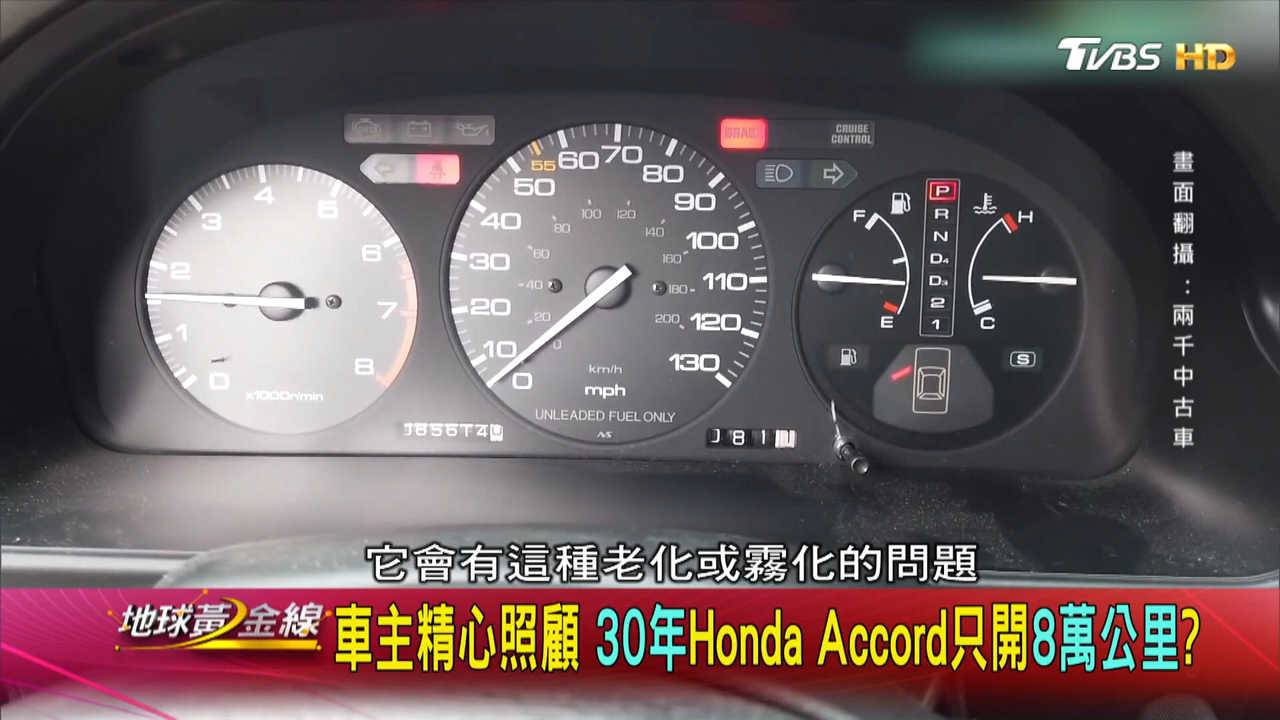 TVBS HD
畫面翻攝：兩千中古車
CRUISE
CONTROL
0 1 2 3 4 5 6 7 8
x1000r/min
0 10 20 30 40 50 55 60 70 80 90 100 110 120 130
0 20 40 60 80 100 120 140 160 180 200
km/h
mph
UNLEADED FUEL ONLY
NS
F
E
P
R
N
D4
D3
2
1
H
C
S
它會有這種老化或霧化的問題
地球黃金線
車主精心照顧 30年Honda Accord只開8萬公里?